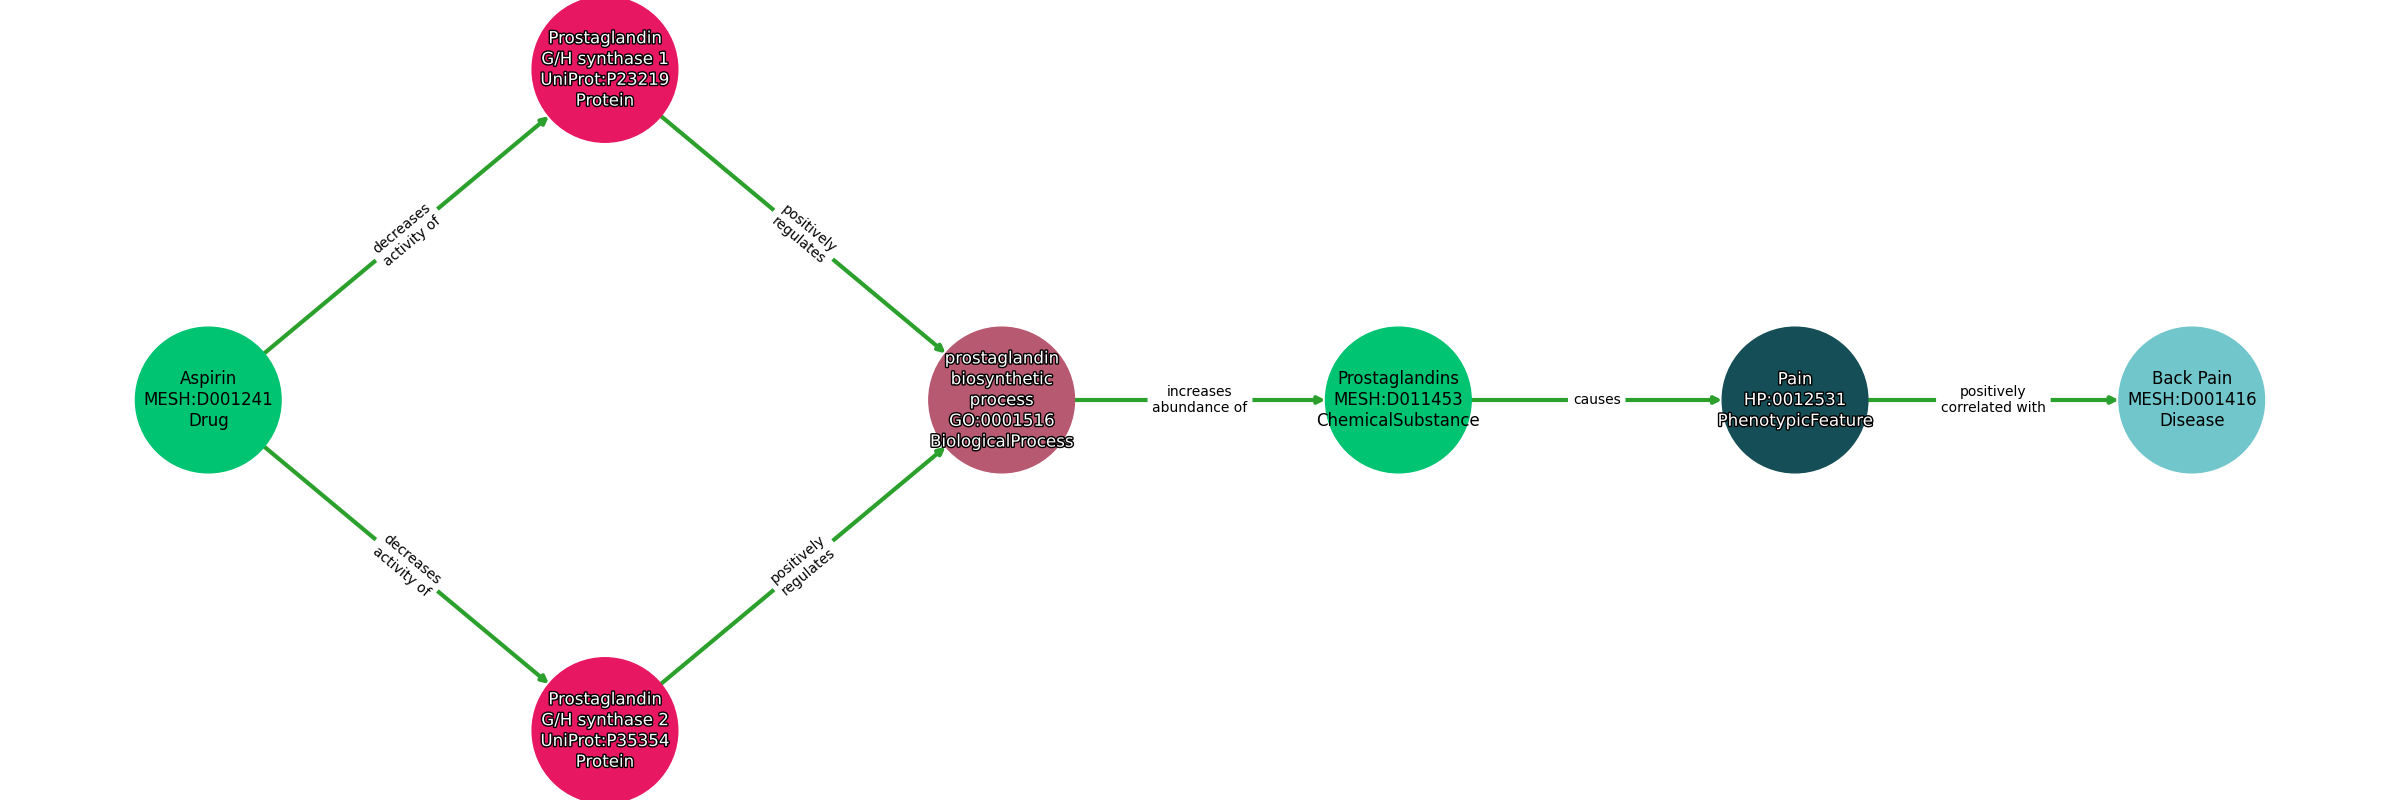 Prostaglandin
G/H synthase 1
UniProt:P23219
Protein
decreases
activity of
positively
regulates
Aspirin
MESH:D001241
Drug
prostaglandin
biosynthetic
process
GO:0001516
BiologicalProcess
increases
abundance of
Prostaglandins
MESH:D011453
ChemicalSubstance
causes
Pain
HP:0012531
PhenotypicFeature
positively
correlated with
Back Pain
MESH:D001416
Disease
decreases
activity of
positively
regulates
Prostaglandin
G/H synthase 2
UniProt:P35354
Protein